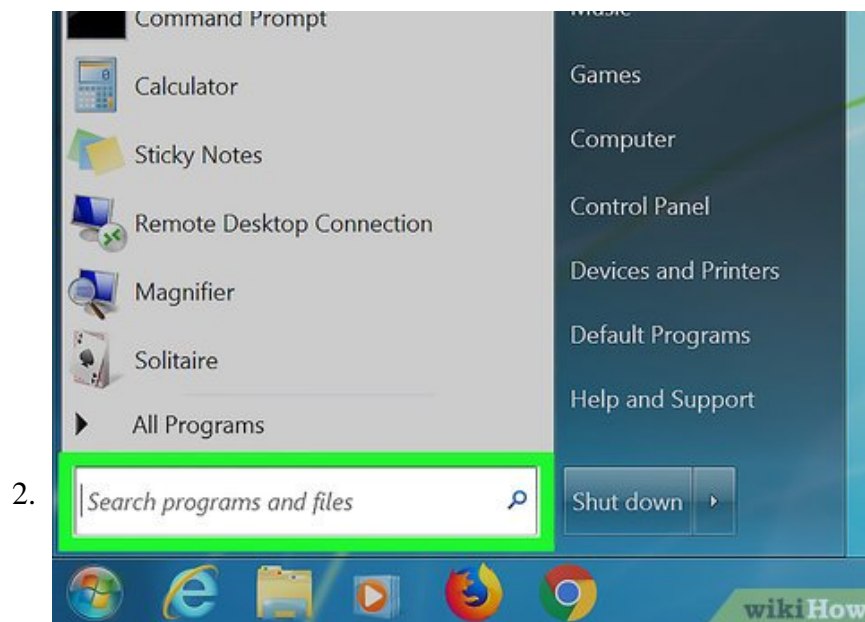 Command Prompt
Calculator
Sticky Notes
Remote Desktop Connection
Magnifier
Solitaire
All Programs
2.
Search programs and files
Music
Games
Computer
Control Panel
Devices and Printers
Default Programs
Help and Support
Shut down
wikiHow